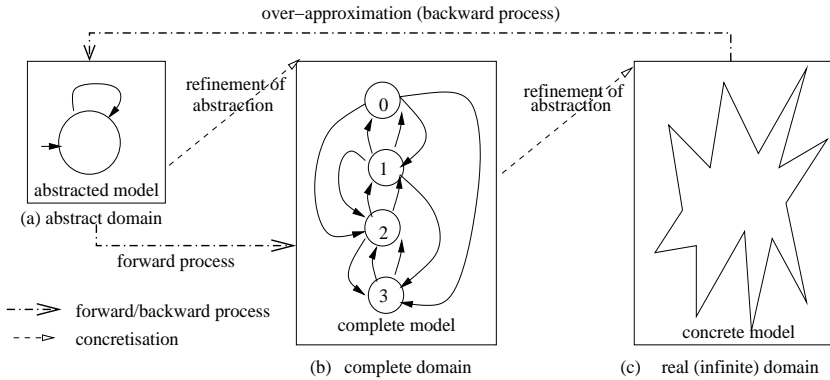 over−approximation (backward process)
refinement of
abstraction
refinement of
abstraction
0
1
2
3
abstracted model
(a) abstract domain
forward process
complete model
concrete model
forward/backward process
concretisation
(b) complete domain
(c) real (infinite) domain